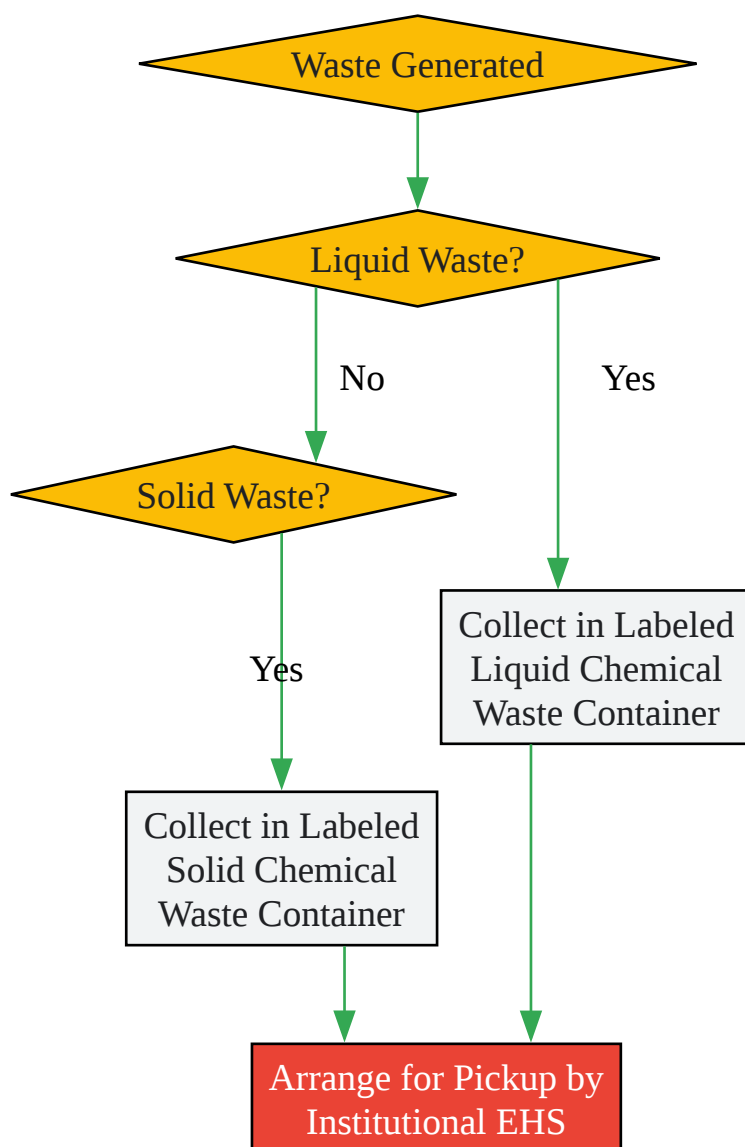 Waste Generated
Liquid Waste?
No
Yes
Solid Waste?
Collect in Labeled
Liquid Chemical
Waste Container
Yes
Collect in Labeled
Solid Chemical
Waste Container
Arrange for Pickup by
Institutional EHS